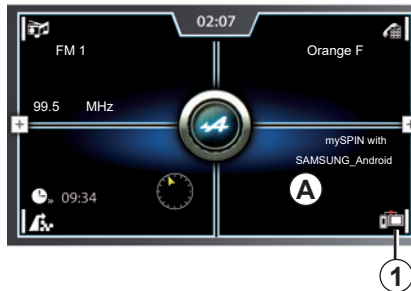 02:07
FM 1
Orange F
99.5 MHz
mySPIN with
SAMSUNG_Android
A
09:34
1